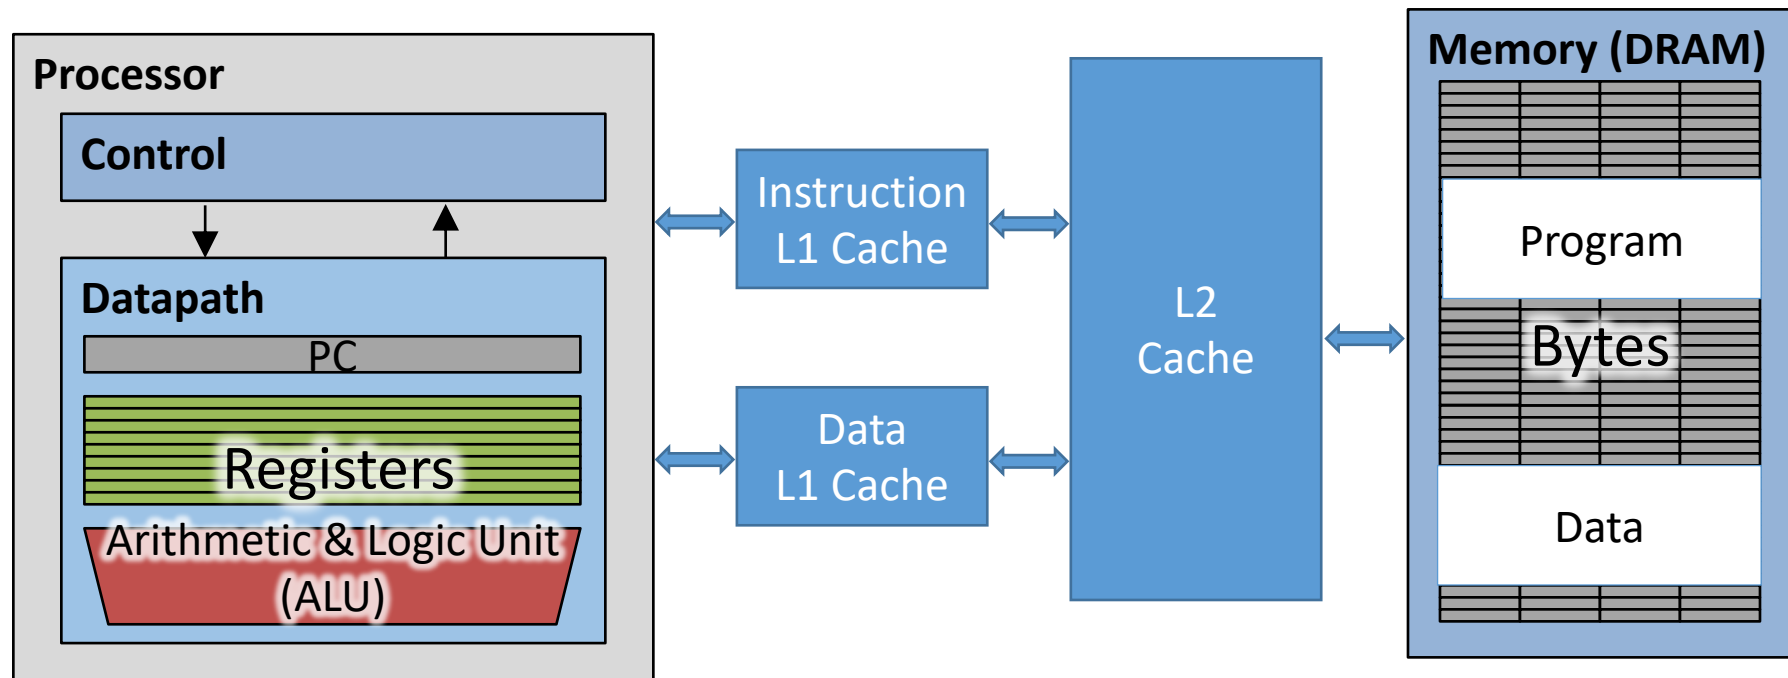 Processor
Control
Datapath
PC
Registers
Arithmetic & Logic Unit
(ALU)
Instruction
L1 Cache
Data
L1 Cache
L2
Cache
Memory (DRAM)
Program
Bytes
Data